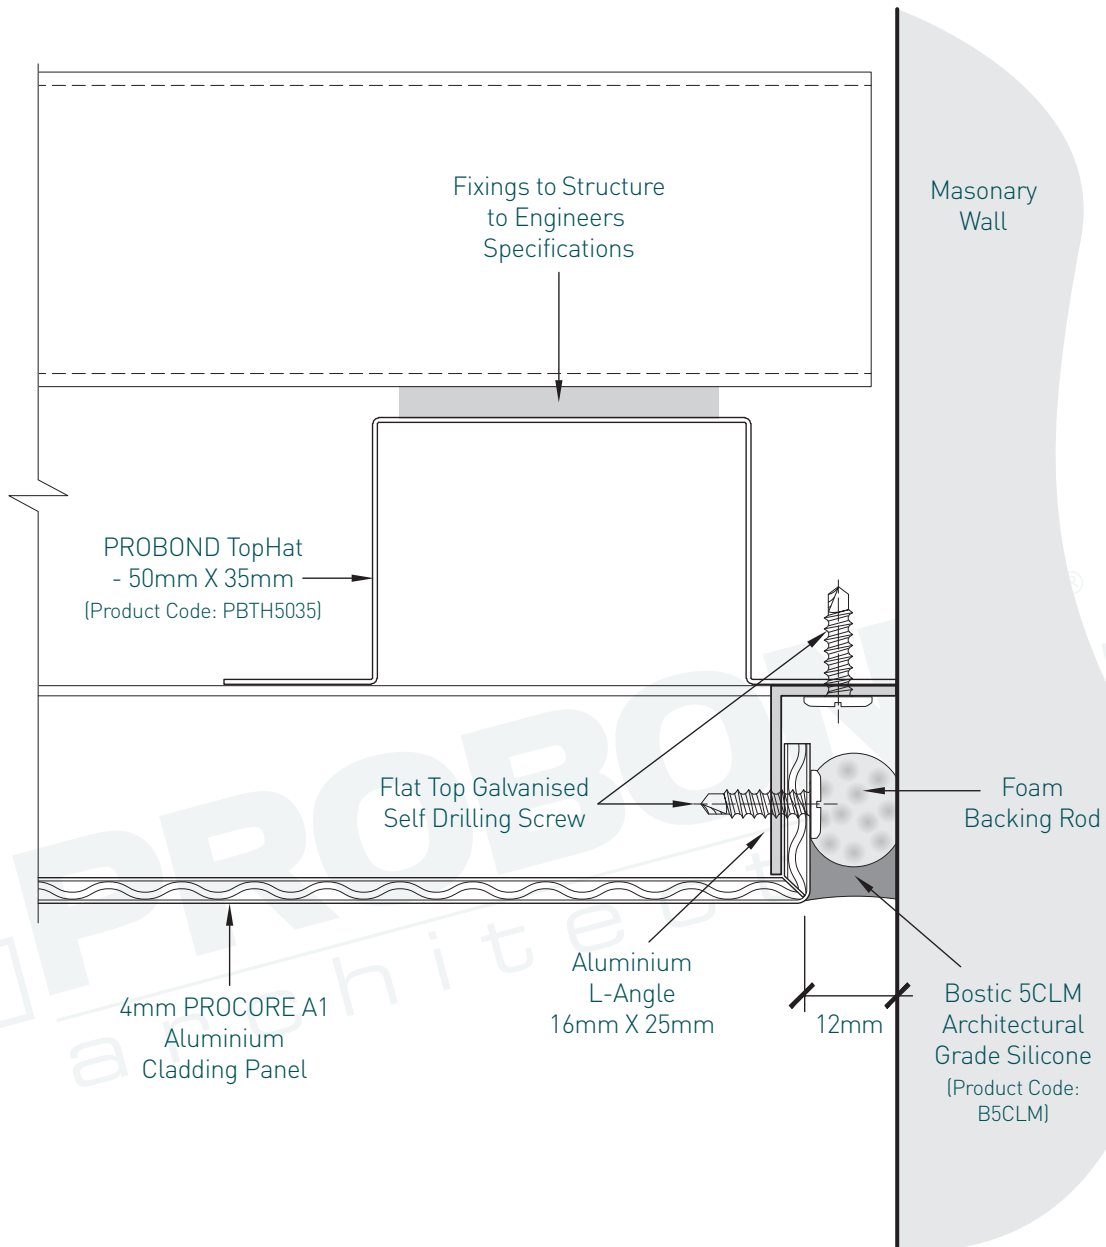 Fixings to Structure
to Engineers
Specifications
Masonary
Wall
PROBOND TopHat
- 50mm X 35mm
(Product Code: PBTH5035)
®
PROBON
architect
Flat Top Galvanised
Self Drilling Screw
Foam
Backing Rod
4mm PROCORE A1
Aluminium
Cladding Panel
Aluminium
L-Angle
16mm X 25mm
12mm
Bostic 5CLM
Architectural
Grade Silicone
(Product Code:
B5CLM)